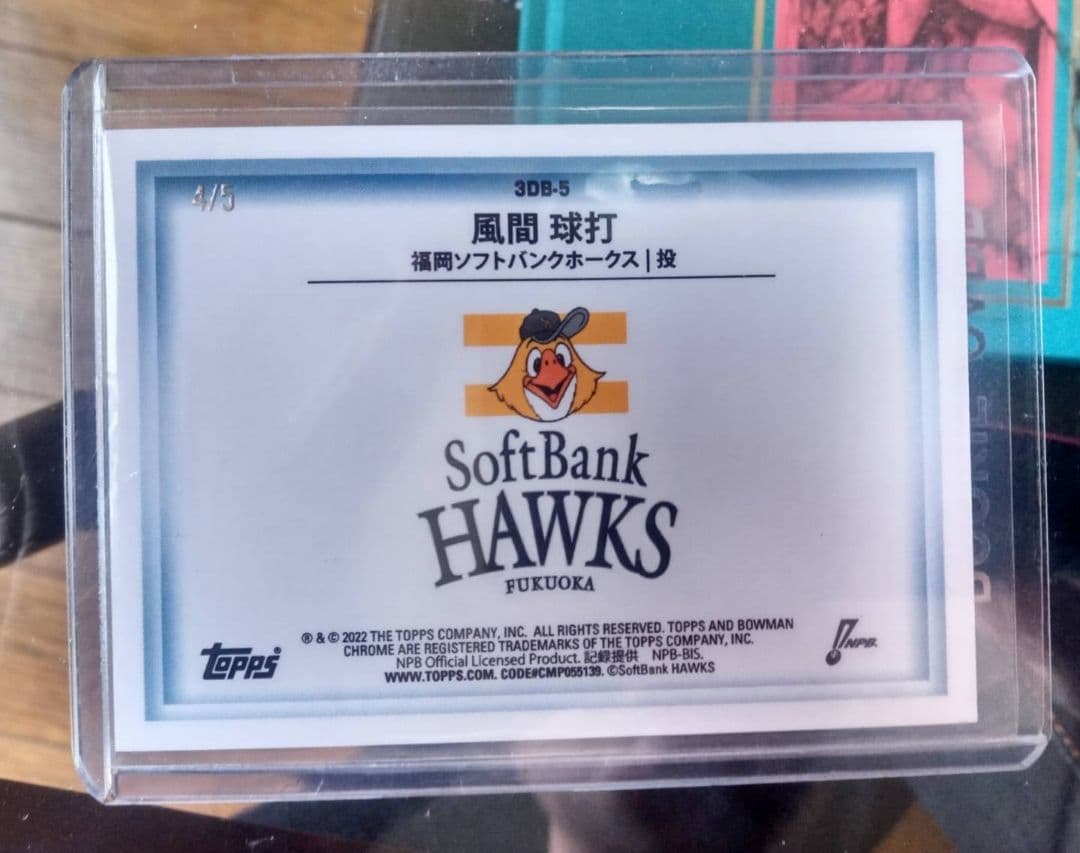 4/5
3DB-5
風間 球打
福岡ソフトバンクホークス | 投
SoftBank
HAWKS
FUKUOKA
® & © 2022 THE TOPPS COMPANY, INC. ALL RIGHTS RESERVED. TOPPS AND BOWMAN
CHROME ARE REGISTERED TRADEMARKS OF THE TOPPS COMPANY, INC.
NPB Official Licensed Product. 記録提供 NPB-BIS.
WWW.TOPPS.COM. CODE#CMP055139. ©SoftBank HAWKS
topps
NPB.